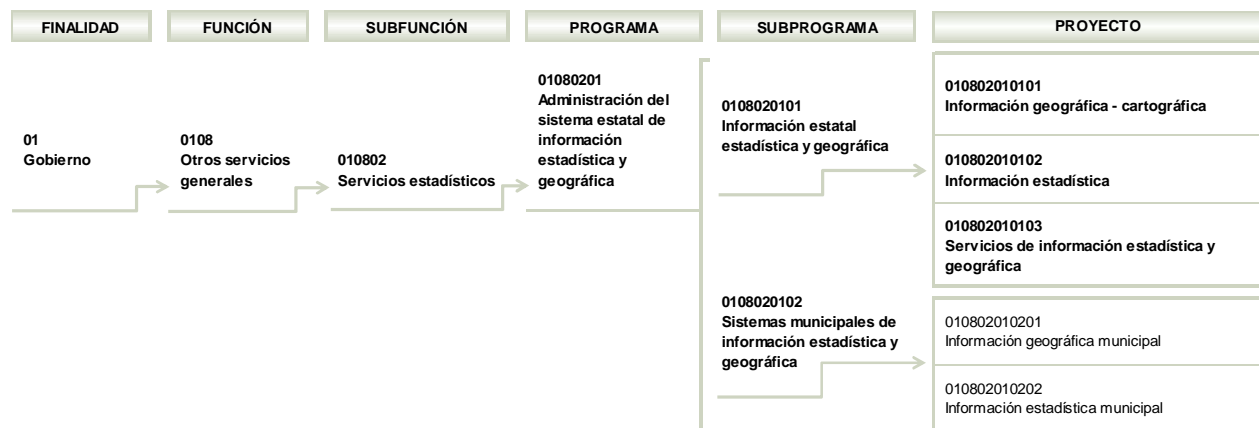 FINALIDAD
FUNCIÓN
SUBFUNCIÓN
PROGRAMA
SUBPROGRAMA
PROYECTO
01
Gobierno
0108
Otros servicios
generales
010802
Servicios estadísticos
01080201
Administración del
sistema estatal de
información
estadística y
geográfica
0108020101
Información estatal
estadística y geográfica
010802010101
Información geográfica - cartográfica
010802010102
Información estadística
010802010103
Servicios de información estadística y
geográfica
0108020102
Sistemas municipales de
información estadística y
geográfica
010802010201
Información geográfica municipal
010802010202
Información estadística municipal